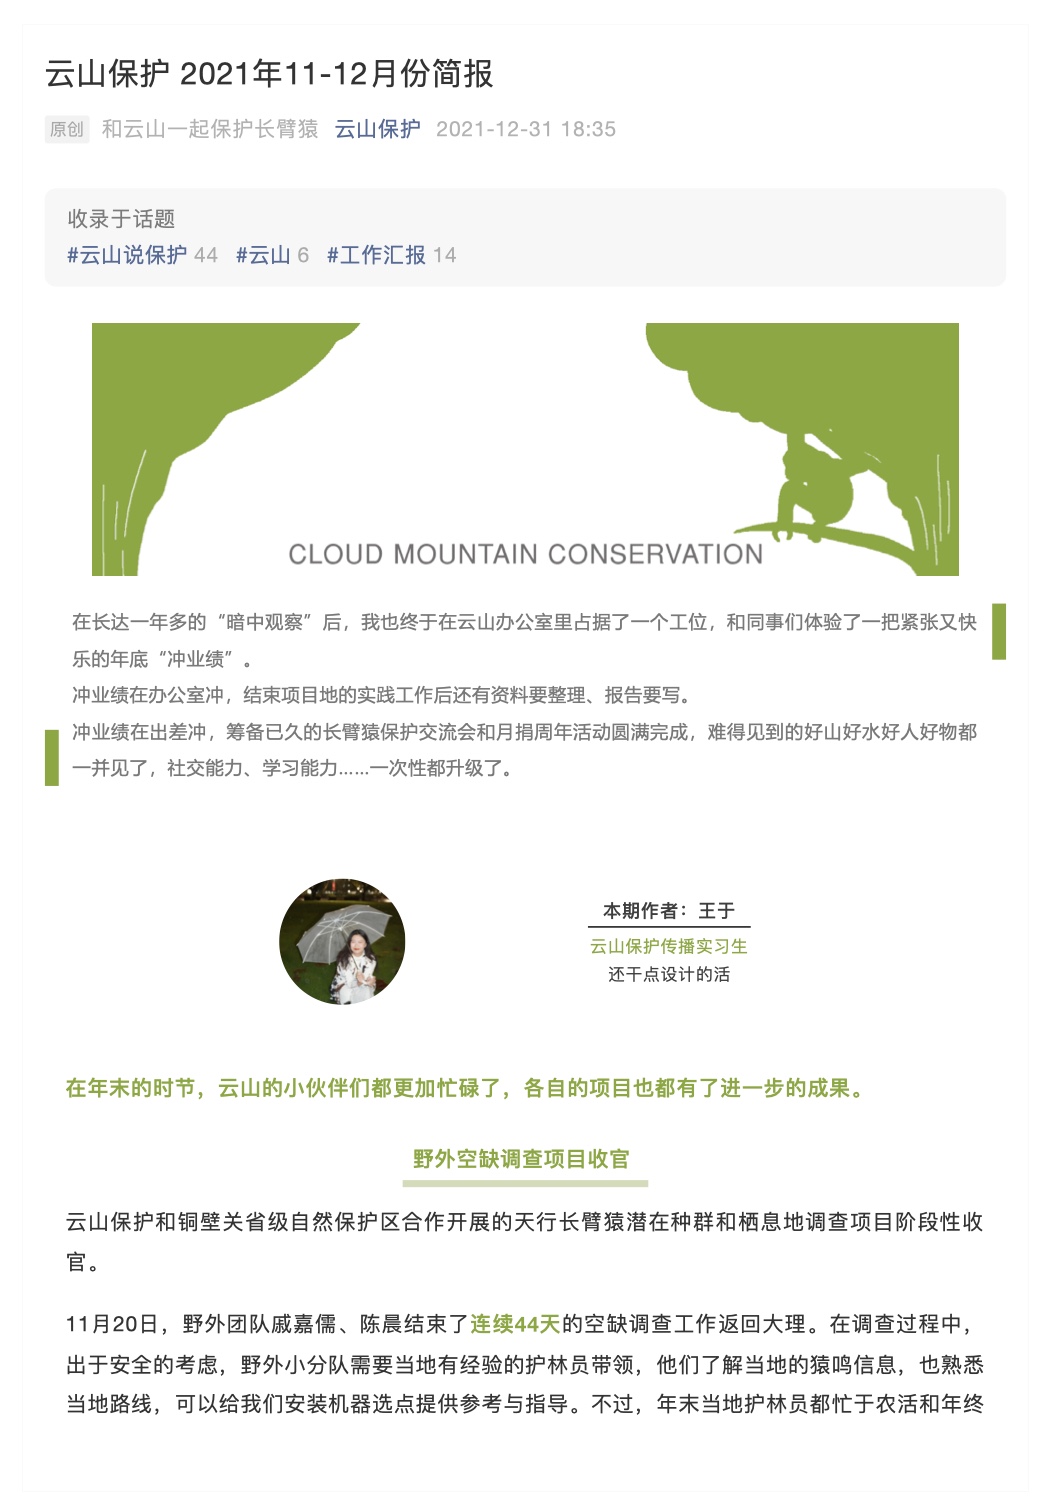 云山保护 2021年11-12月份简报
原创 和云山一起保护长臂猿 云山保护 2021-12-31 18:35
收录于话题
#云山说保护 44 #云山 6 #工作汇报 14
CLOUD MOUNTAIN CONSERVATION
在长达一年多的“暗中观察”后，我也终于在云山办公室里占据了一个工位，和同事们体验了一把紧张又快
乐的年底“冲业绩”。
冲业绩在办公室冲，结束项目地的实践工作后还有资料要整理、报告要写。
冲业绩在出差冲，筹备已久的长臂猿保护交流会和月捐周年活动圆满完成，难得见到的好山好水好人好物都
一并见了，社交能力、学习能力……一次性都升级了。
本期作者：王于
云山保护传播实习生
还干点设计的活
在年末的时节，云山的小伙伴们都更加忙碌了，各自的项目也都有了进一步的成果。
野外空缺调查项目收官
云山保护和铜壁关省级自然保护区合作开展的天行长臂猿潜在种群和栖息地调查项目阶段性收
官。
11月20日，野外团队戚嘉儒、陈晨结束了连续44天的空缺调查工作返回大理。在调查过程中，
出于安全的考虑，野外小分队需要当地有经验的护林员带领，他们了解当地的猿鸣信息，也熟悉
当地路线，可以给我们安装机器选点提供参考与指导。不过，年末当地护林员都忙于农活和年终